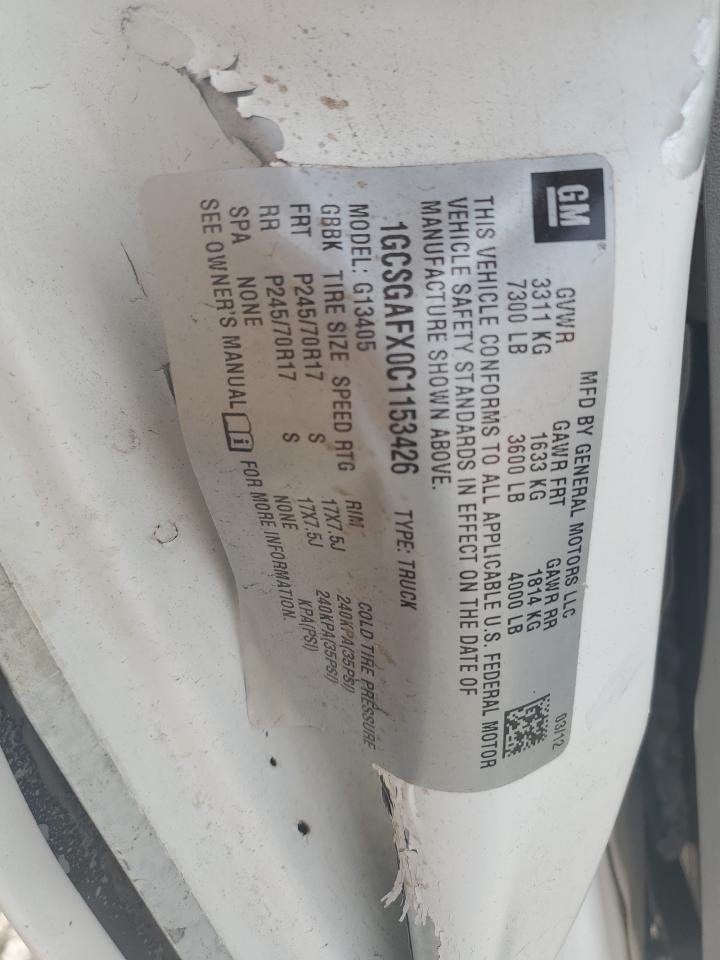 GM®
MFD BY GENERAL MOTORS LLC
03/12
GVWR GAWR FRT GAWR RR
3311 KG 1633 KG 1814 KG
7300 LB 3600 LB 4000 LB
THIS VEHICLE CONFORMS TO ALL APPLICABLE U.S. FEDERAL MOTOR
VEHICLE SAFETY STANDARDS IN EFFECT ON THE DATE OF
MANUFACTURE SHOWN ABOVE.
1GCSGAFX0C1153426 TYPE: TRUCK
MODEL: G13405
GBBK TIRE SIZE SPEED RTG RIM COLD TIRE PRESSURE
FRT P245/70R17 S 17X7.5J 240KPA(35PSI)
RR P245/70R17 S 17X7.5J 240KPA(35PSI)
SPA NONE NONE KPA(PSI)
SEE OWNER'S MANUAL FOR MORE INFORMATION.